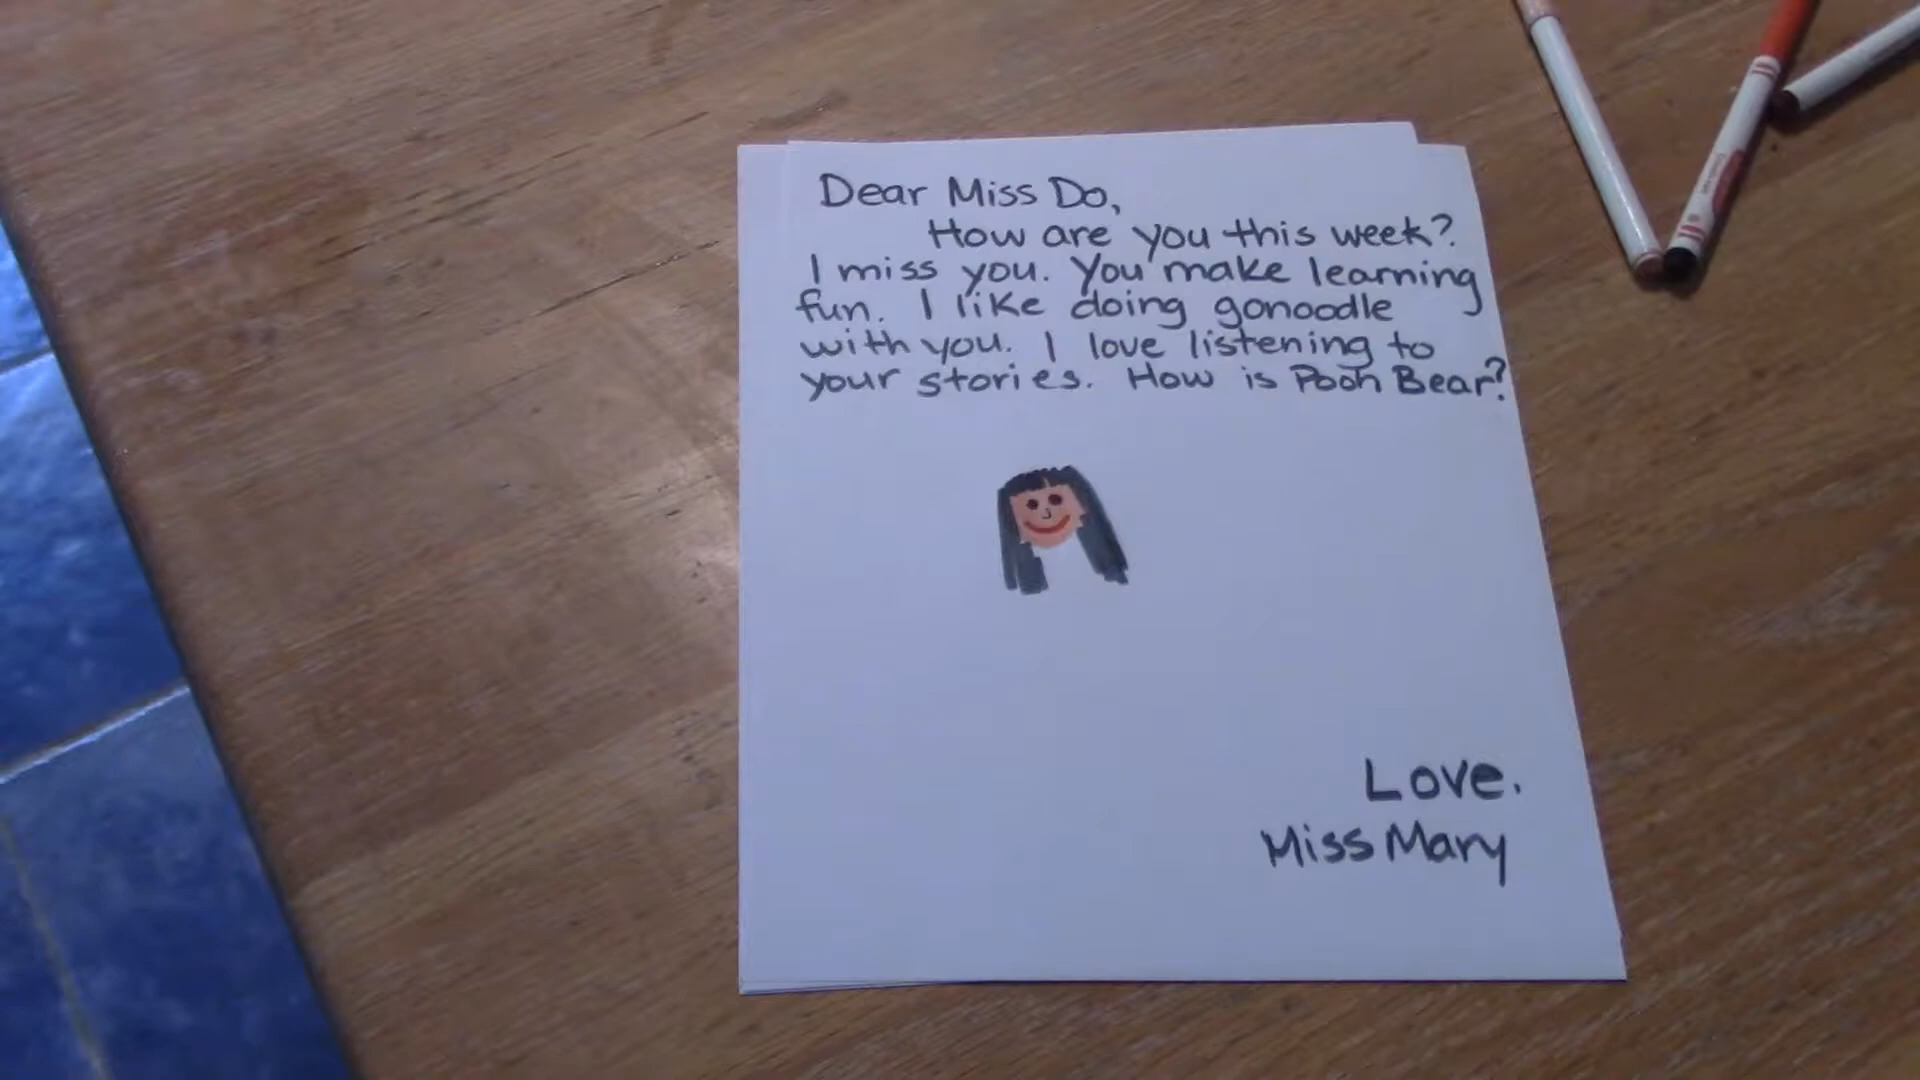 Dear Miss Do,
How are you this week?
I miss you. You make learning
fun. I like doing gonoodle
with you. I love listening to
your stories. How is Pooh Bear?
Love.
Miss Mary